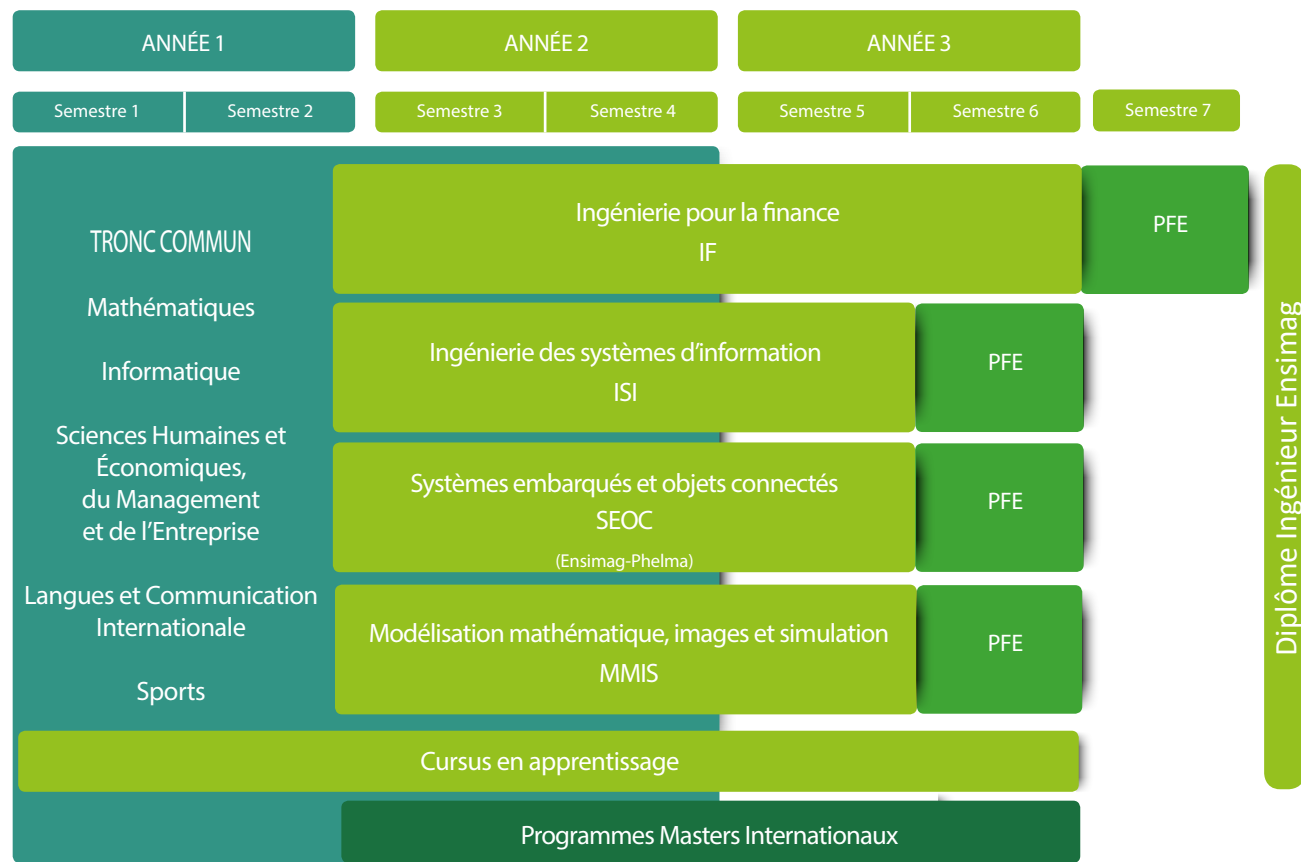 ANNÉE 1
ANNÉE 2
ANNÉE 3
Semestre 1
Semestre 2
Semestre 3
Semestre 4
Semestre 5
Semestre 6
Semestre 7
TRONC COMMUN
Mathématiques
Informatique
Sciences Humaines et
Économiques,
du Management
et de l'Entreprise
Langues et Communication
Internationale
Sports
Ingénierie pour la finance
IF
PFE
Ingénierie des systèmes d'information
ISI
PFE
Systèmes embarqués et objets connectés
SEOC
(Ensimag-Phelma)
PFE
Modélisation mathématique, images et simulation
MMIS
PFE
Cursus en apprentissage
Programmes Masters Internationaux
Diplôme Ingénieur Ensimag